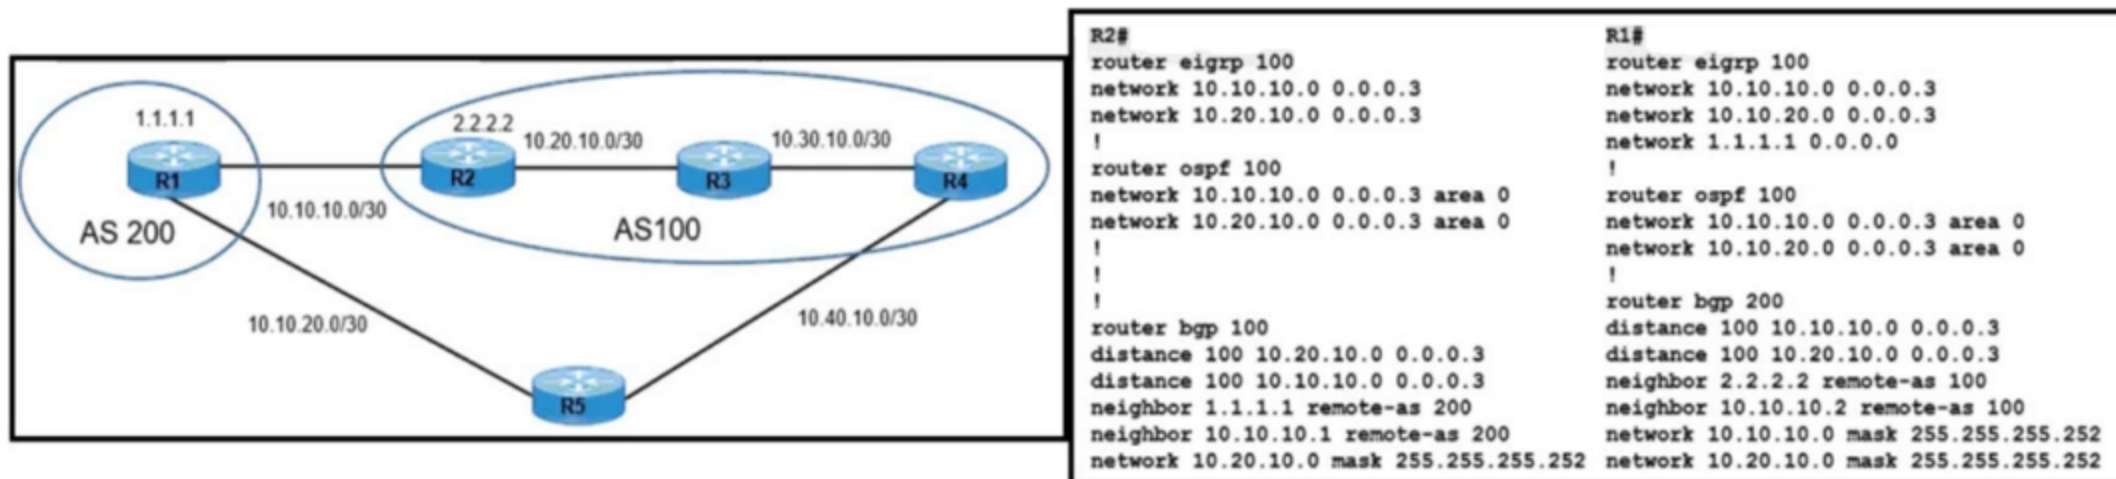 1.1.1.1
2.2.2.2
10.20.10.0/30
10.30.10.0/30
R1
R2
R3
R4
10.10.10.0/30
AS 200
AS100
10.10.20.0/30
10.40.10.0/30
R5
R2#
router eigrp 100
network 10.10.10.0 0.0.0.3
network 10.20.10.0 0.0.0.3
!
router ospf 100
network 10.10.10.0 0.0.0.3 area 0
network 10.20.10.0 0.0.0.3 area 0
!
!
!
router bgp 100
distance 100 10.20.10.0 0.0.0.3
distance 100 10.10.10.0 0.0.0.3
neighbor 1.1.1.1 remote-as 200
neighbor 10.10.10.1 remote-as 200
network 10.20.10.0 mask 255.255.255.252
R1#
router eigrp 100
network 10.10.10.0 0.0.0.3
network 10.10.20.0 0.0.0.3
network 1.1.1.1 0.0.0.0
!
router ospf 100
network 10.10.10.0 0.0.0.3 area 0
network 10.10.20.0 0.0.0.3 area 0
!
router bgp 200
distance 100 10.10.10.0 0.0.0.3
distance 100 10.20.10.0 0.0.0.3
neighbor 2.2.2.2 remote-as 100
neighbor 10.10.10.2 remote-as 100
network 10.10.10.0 mask 255.255.255.252
network 10.20.10.0 mask 255.255.255.252